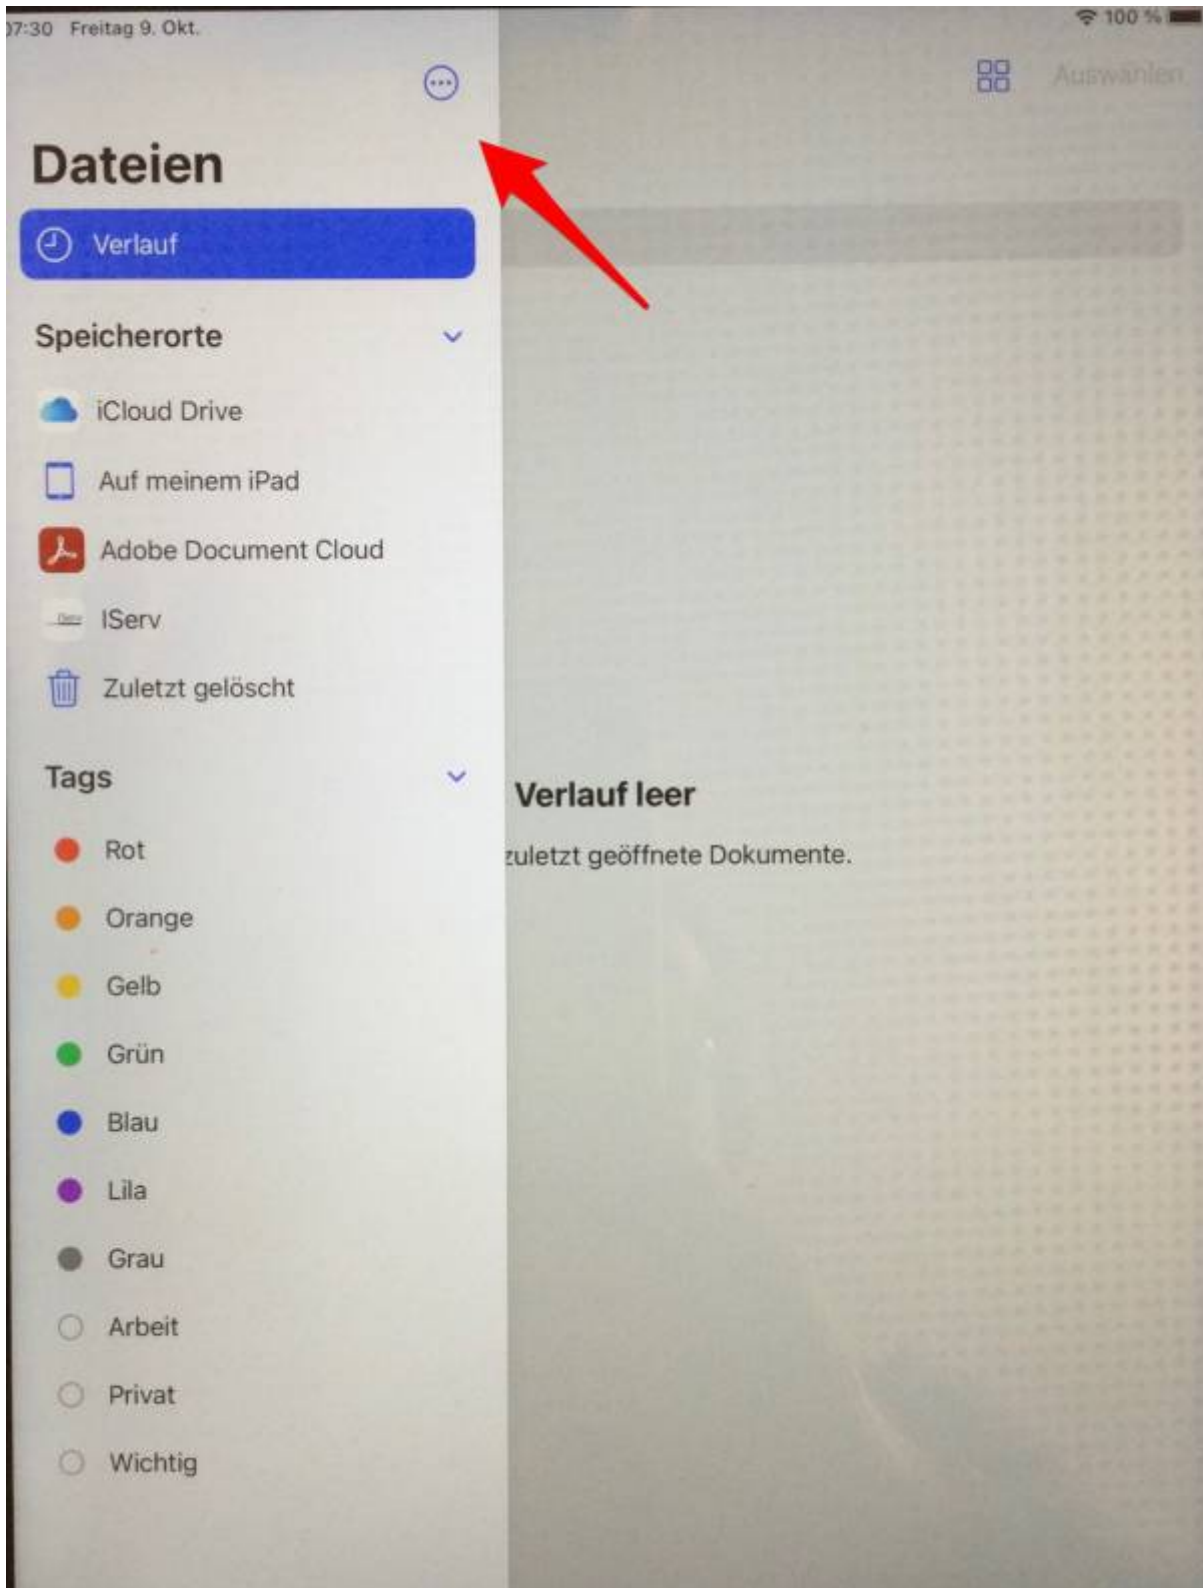 07:30 Freitag 9. Okt.
100 %
Auswählen
Dateien
Verlauf
Speicherorte
iCloud Drive
Auf meinem iPad
Adobe Document Cloud
IServ
Zuletzt gelöscht
Tags
Verlauf leer
zuletzt geöffnete Dokumente.
Rot
Orange
Gelb
Grün
Blau
Lila
Grau
Arbeit
Privat
Wichtig